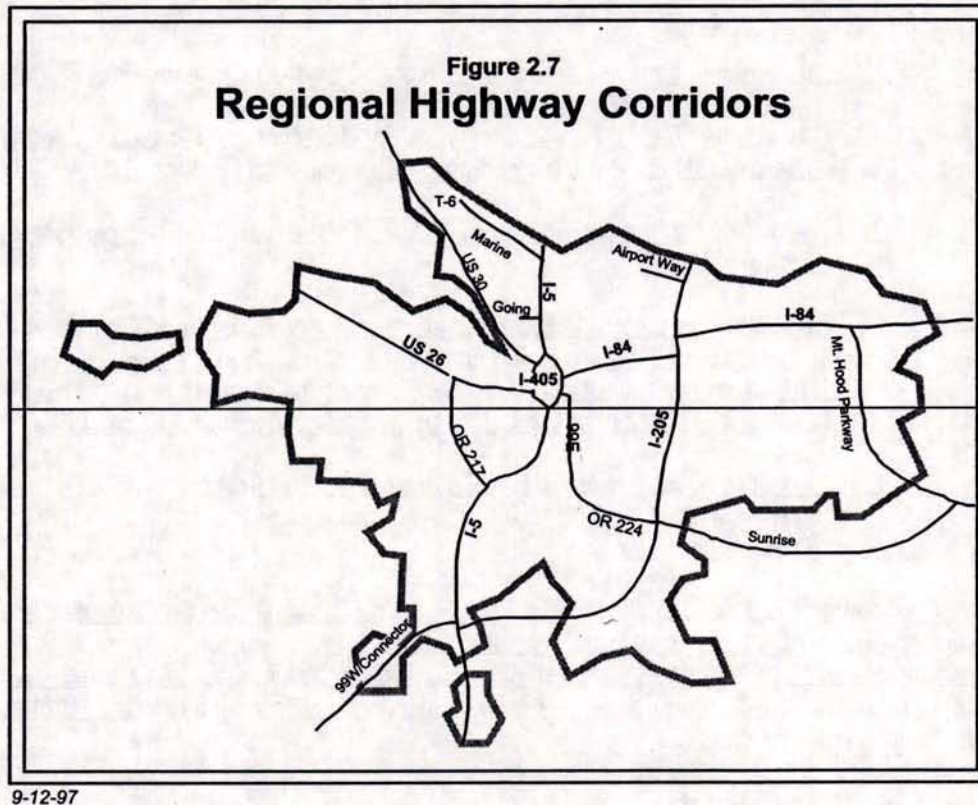 Figure 2.7
Regional Highway Corridors
T-6
Marine
US 30
Airport Way
I-5
Going
I-84
I-84
US 26
I-405
Mt. Hood Parkway
OR 217
99E
I-205
I-5
OR 224
Sunrise
99W/Connector
9-12-97